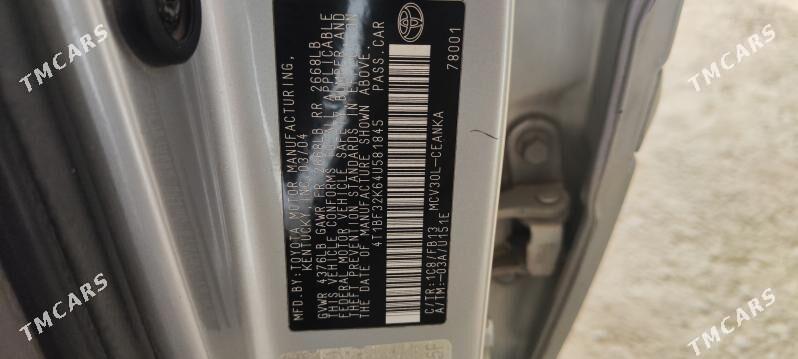 MFD.BY:TOYOTA MOTOR MANUFACTURING,
KENTUCKY, INC. 03/04
GVWR 4376LB GAWR FR 2668LB RR 2668LB
THIS VEHICLE CONFORMS TO ALL APPLICABLE
FEDERAL MOTOR VEHICLE SAFETY, BUMPER, AND
THEFT PREVENTION STANDARDS IN EFFECT ON
THE DATE OF MANUFACTURE SHOWN ABOVE.
4T1BF32K64U581845 PASS.CAR
C/TR:1C8/FB13 MCV30L-CEANKA
A/TM:-03A/U151E
78001
TMCARS
TMCARS
TMCARS
TMCARS
TMCARS